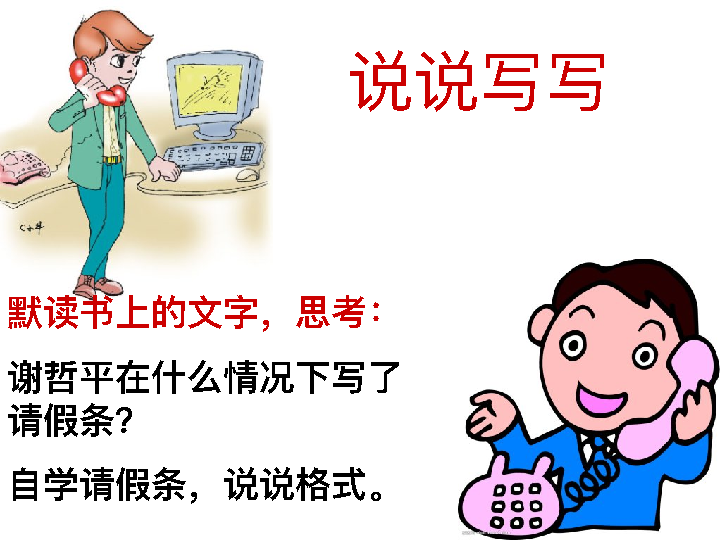 说说写写
默读书上的文字，思考：
谢哲平在什么情况下写了
请假条？
自学请假条，说说格式。